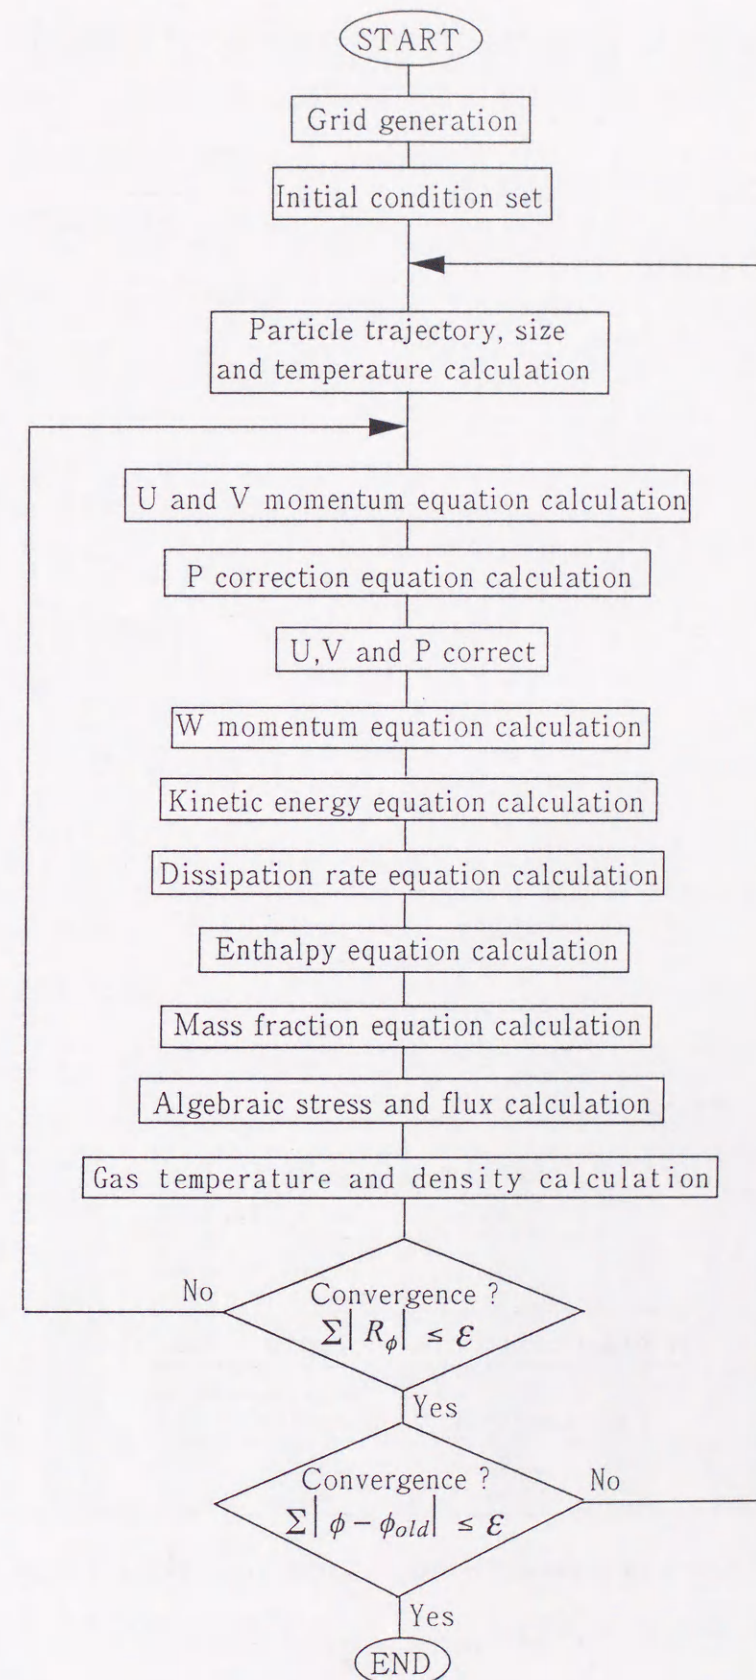 START
Grid generation
Initial condition set
Particle trajectory, size
and temperature calculation
U and V momentum equation calculation
P correction equation calculation
U,V and P correct
W momentum equation calculation
Kinetic energy equation calculation
Dissipation rate equation calculation
Enthalpy equation calculation
Mass fraction equation calculation
Algebraic stress and flux calculation
Gas temperature and density calculation
No
Convergence ?
Σ| R_ϕ| ≤ ε
Yes
Convergence ?
No
Σ| ϕ − ϕ_old| ≤ ε
Yes
END